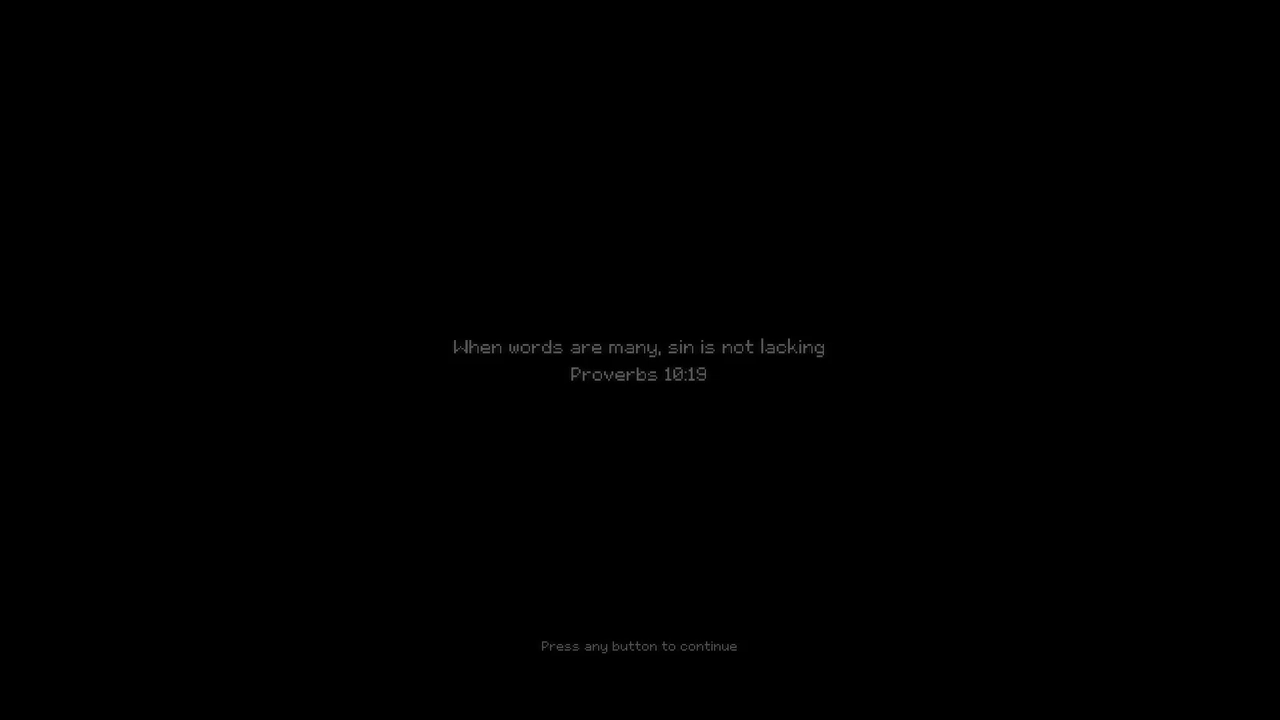 When words are many, sin is not lacking
Proverbs 10:19
Press any button to continue